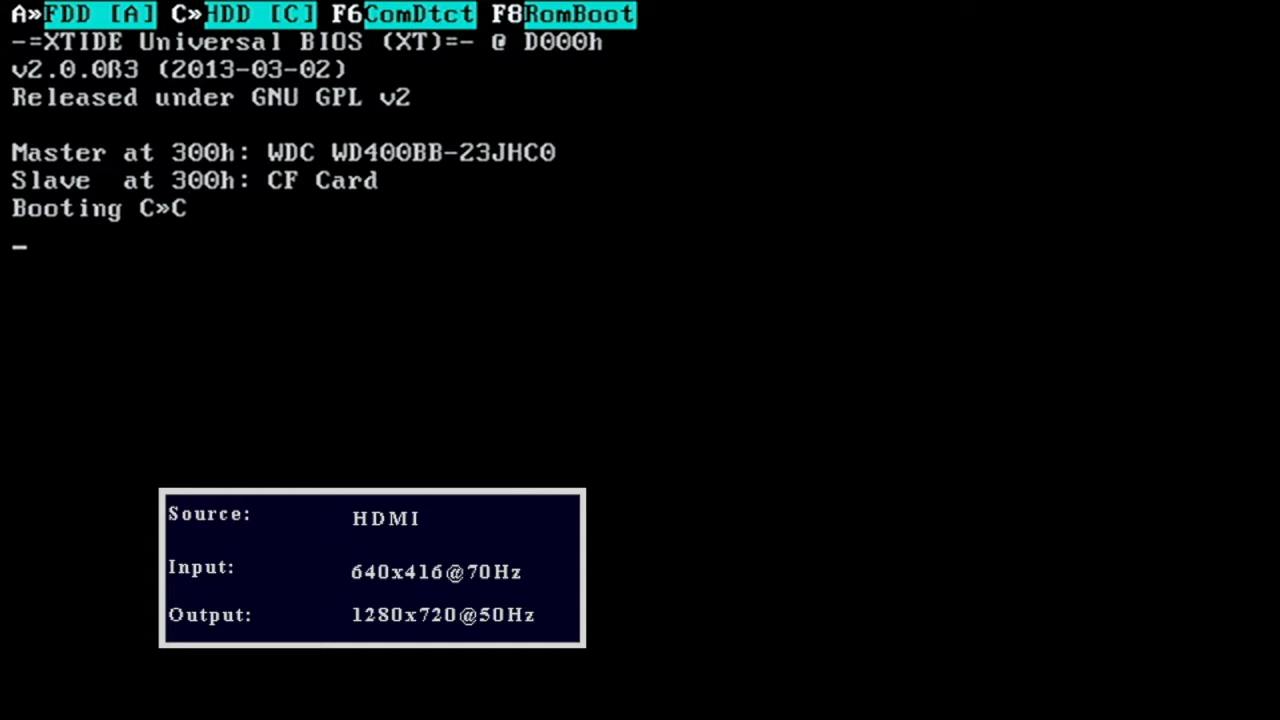 A»FDD [A] C»HDD [C] F6ComDtct F8RomBoot
-=XTIDE Universal BIOS (XT)=- @ D000h
v2.0.0ß3 (2013-03-02)
Released under GNU GPL v2
Master at 300h: WDC WD400BB-23JHC0
Slave  at 300h: CF Card
Booting C»C
Source: HDMI
Input: 640x416@70Hz
Output: 1280x720@50Hz